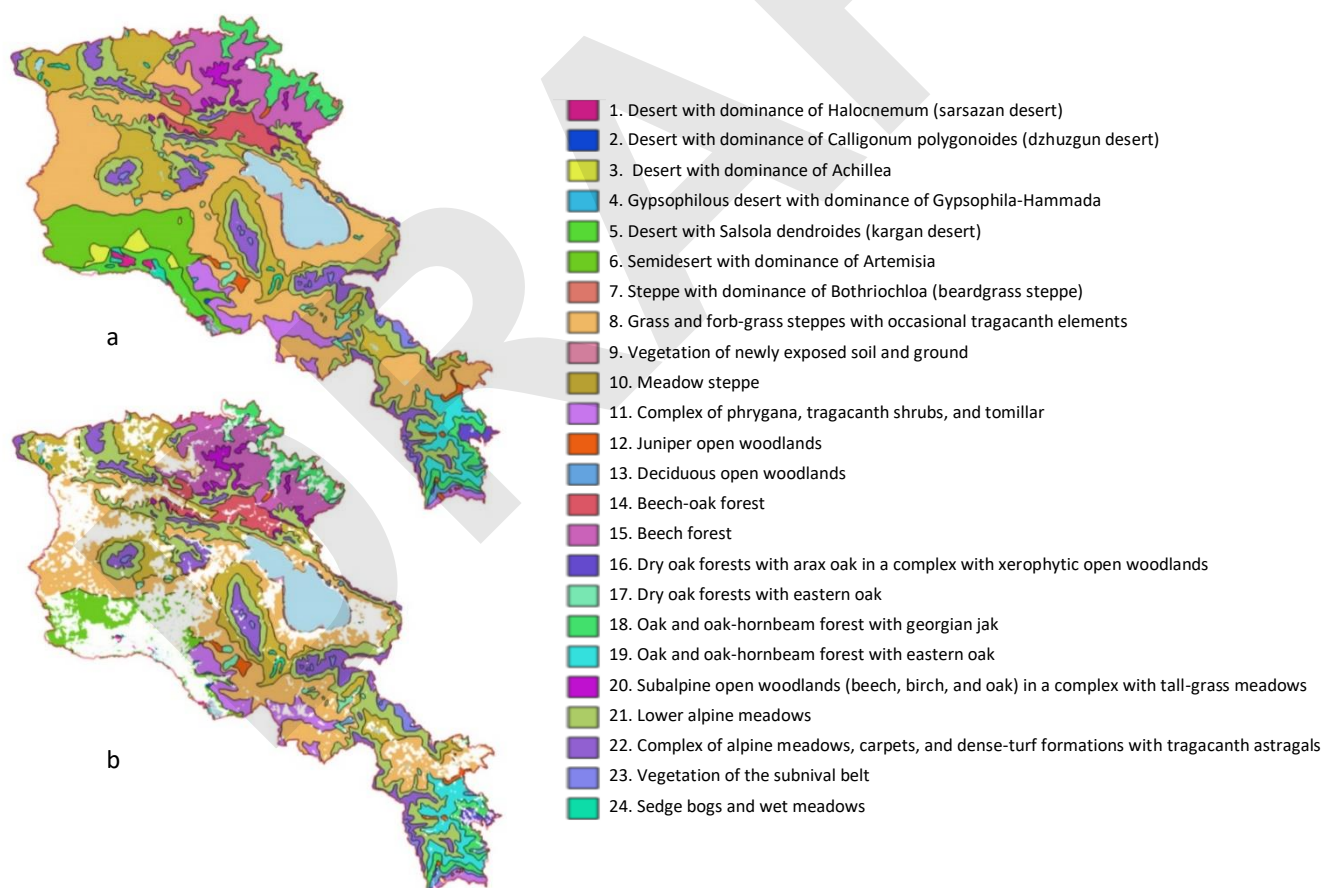 1. Desert with dominance of Halocnemum (sarsazan desert)
2. Desert with dominance of Calligonum polygonoides (dzhuzgun desert)
3. Desert with dominance of Achillea
4. Gypsophilous desert with dominance of Gypsophila-Hammada
5. Desert with Salsola dendroides (kargan desert)
6. Semidesert with dominance of Artemisia
7. Steppe with dominance of Bothriochloa (beardgrass steppe)
8. Grass and forb-grass steppes with occasional tragacanth elements
9. Vegetation of newly exposed soil and ground
10. Meadow steppe
11. Complex of phrygana, tragacanth shrubs, and tomillar
12. Juniper open woodlands
13. Deciduous open woodlands
14. Beech-oak forest
15. Beech forest
16. Dry oak forests with arax oak in a complex with xerophytic open woodlands
17. Dry oak forests with eastern oak
18. Oak and oak-hornbeam forest with georgian jak
19. Oak and oak-hornbeam forest with eastern oak
20. Subalpine open woodlands (beech, birch, and oak) in a complex with tall-grass meadows
21. Lower alpine meadows
22. Complex of alpine meadows, carpets, and dense-turf formations with tragacanth astragals
23. Vegetation of the subnival belt
24. Sedge bogs and wet meadows
a
b
DRAF